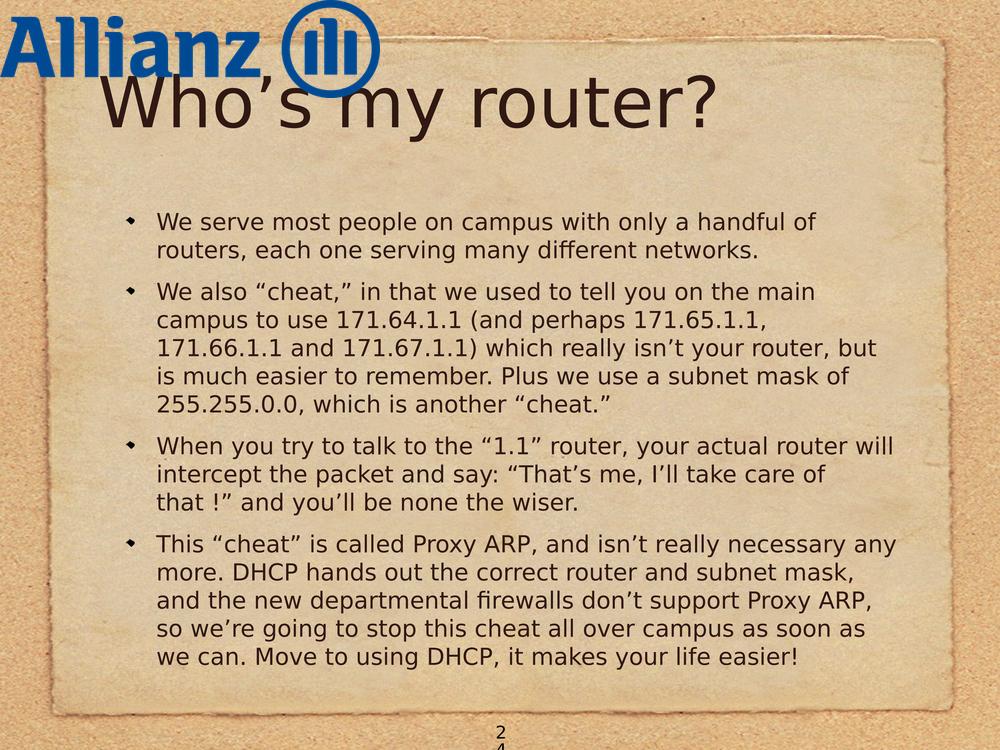 Allianz
Who’s my router?
• We serve most people on campus with only a handful of
routers, each one serving many different networks.
• We also “cheat,” in that we used to tell you on the main
campus to use 171.64.1.1 (and perhaps 171.65.1.1,
171.66.1.1 and 171.67.1.1) which really isn’t your router, but
is much easier to remember. Plus we use a subnet mask of
255.255.0.0, which is another “cheat.”
• When you try to talk to the “1.1” router, your actual router will
intercept the packet and say: “That’s me, I’ll take care of
that !” and you’ll be none the wiser.
• This “cheat” is called Proxy ARP, and isn’t really necessary any
more. DHCP hands out the correct router and subnet mask,
and the new departmental firewalls don’t support Proxy ARP,
so we’re going to stop this cheat all over campus as soon as
we can. Move to using DHCP, it makes your life easier!
2
4